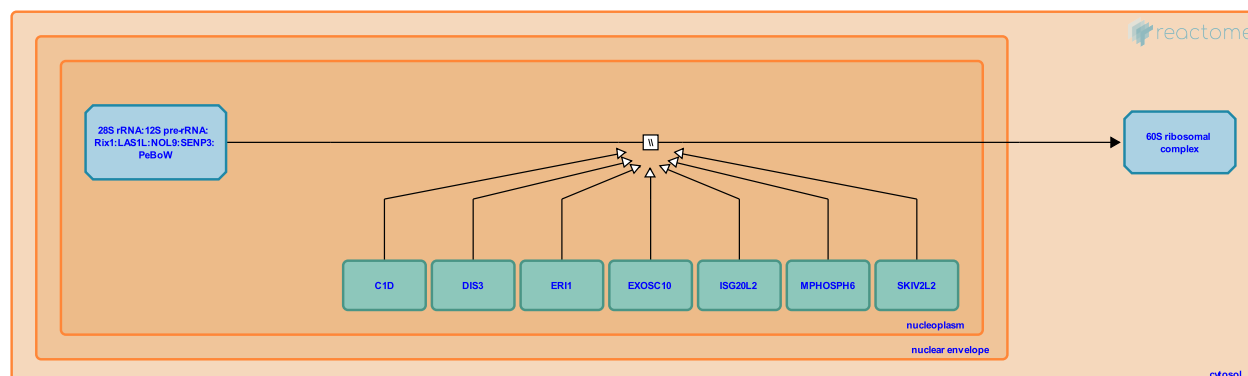 reactome
28S rRNA:12S pre-rRNA:
Rix1:LAS1L:NOL9:SENP3:
PeBoW
\\
60S ribosomal
complex
C1D
DIS3
ERI1
EXOSC10
ISG20L2
MPHOSPH6
SKIV2L2
nucleoplasm
nuclear envelope
cytosol